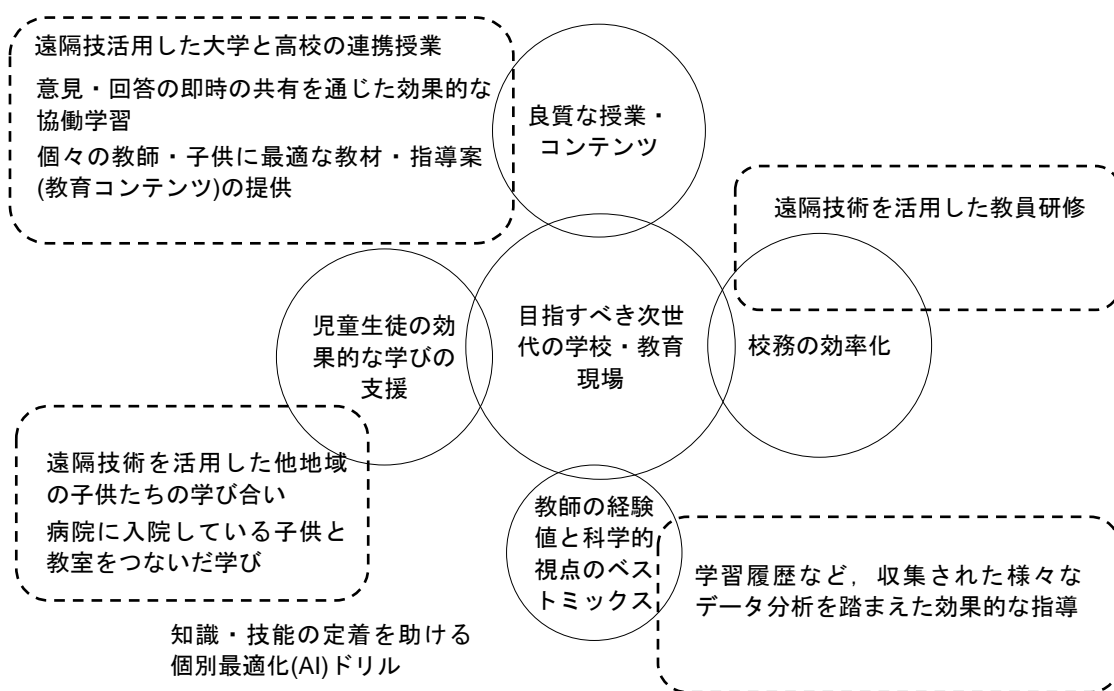 遠隔技活用した大学と高校の連携授業
意見・回答の即時の共有を通じた効果的な
協働学習
個々の教師・子供に最適な教材・指導案
(教育コンテンツ)の提供
良質な授業・
コンテンツ
遠隔技術を活用した教員研修
児童生徒の効
果的な学びの
支援
目指すべき次世
代の学校・教育
現場
校務の効率化
遠隔技術を活用した他地域
の子供たちの学び合い
病院に入院している子供と
教室をつないだ学び
教師の経験
値と科学的
視点のベス
トミックス
学習履歴など，収集された様々な
データ分析を踏まえた効果的な指導
知識・技能の定着を助ける
個別最適化(AI)ドリル